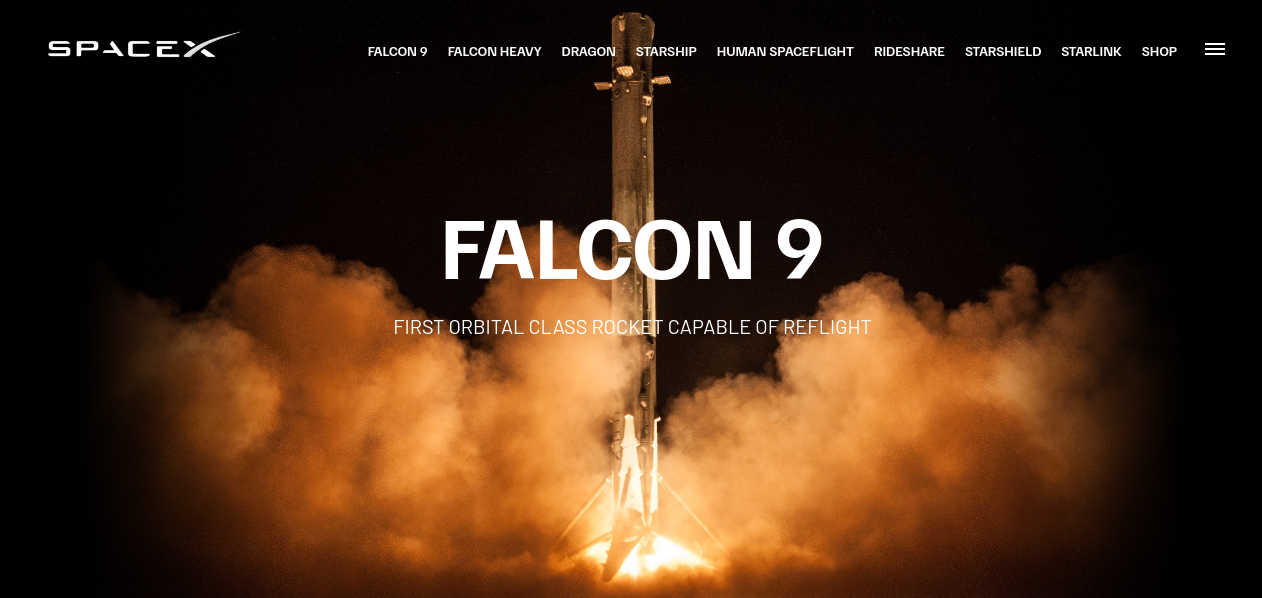 SPACEX
FALCON 9 FALCON HEAVY DRAGON STARSHIP HUMAN SPACEFLIGHT RIDESHARE STARSHIELD STARLINK SHOP
FALCON 9
FIRST ORBITAL CLASS ROCKET CAPABLE OF REFLIGHT